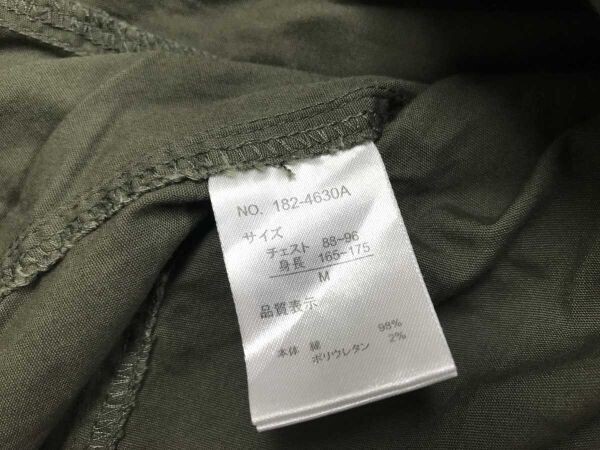 NO. 182-4630A
サイズ
チェスト 88~96
身長 165~175
M
品質表示
本体 綿 98%
ポリウレタン 2%